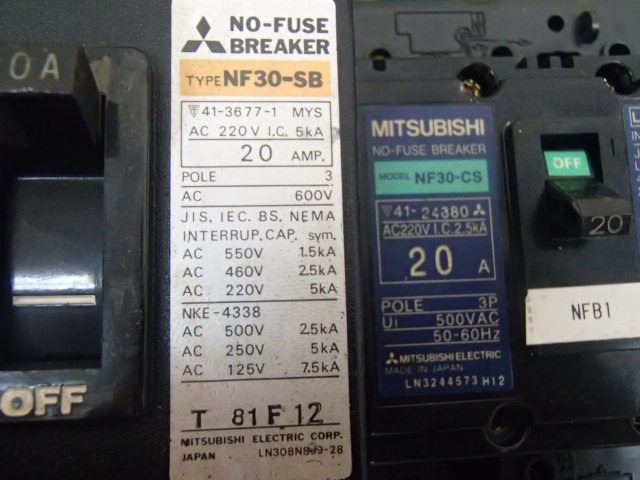 0A
OFF
NO-FUSE
BREAKER
TYPE NF30-SB
41-3677-1 MYS
AC 220V I.C. 5kA
20 AMP.
POLE 3
AC 600V
JIS, IEC. BS. NEMA
INTERRUP. CAP. sym.
AC 550V 1.5kA
AC 460V 2.5kA
AC 220V 5kA
NKE-4338
AC 500V 2.5kA
AC 250V 5kA
AC 125V 7.5kA
T 81F 12
MITSUBISHI ELECTRIC CORP.
JAPAN
MITSUBISHI
NO-FUSE BREAKER
MODEL NF30-CS
41-24380
AC220V I.C.2.5kA
20 A
POLE 3P
Ui 500VAC
50-60Hz
MITSUBISHI ELECTRIC
MADE IN JAPAN
LN3244573 H12
OFF
20
NFB1